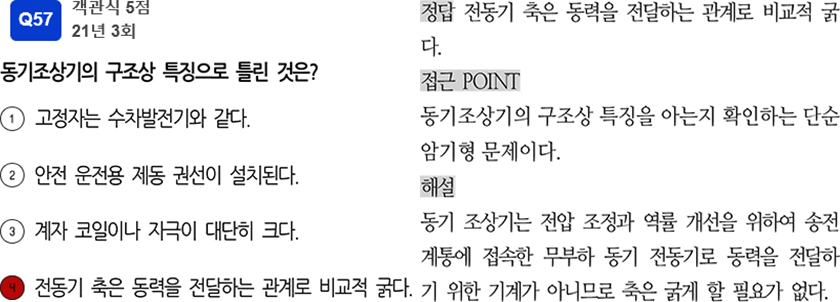 Q57
객관식 5점
21년 3회
동기조상기의 구조상 특징으로 틀린 것은?
1 고정자는 수차발전기와 같다.
2 안전 운전용 제동 권선이 설치된다.
3 계자 코일이나 자극이 대단히 크다.
4 전동기 축은 동력을 전달하는 관계로 비교적 굵다.
정답 전동기 축은 동력을 전달하는 관계로 비교적 굵
다.
접근 POINT
동기조상기의 구조상 특징을 아는지 확인하는 단순
암기형 문제이다.
해설
동기 조상기는 전압 조정과 역률 개선을 위하여 송전
계통에 접속한 무부하 동기 전동기로 동력을 전달하
기 위한 기계가 아니므로 축은 굵게 할 필요가 없다.